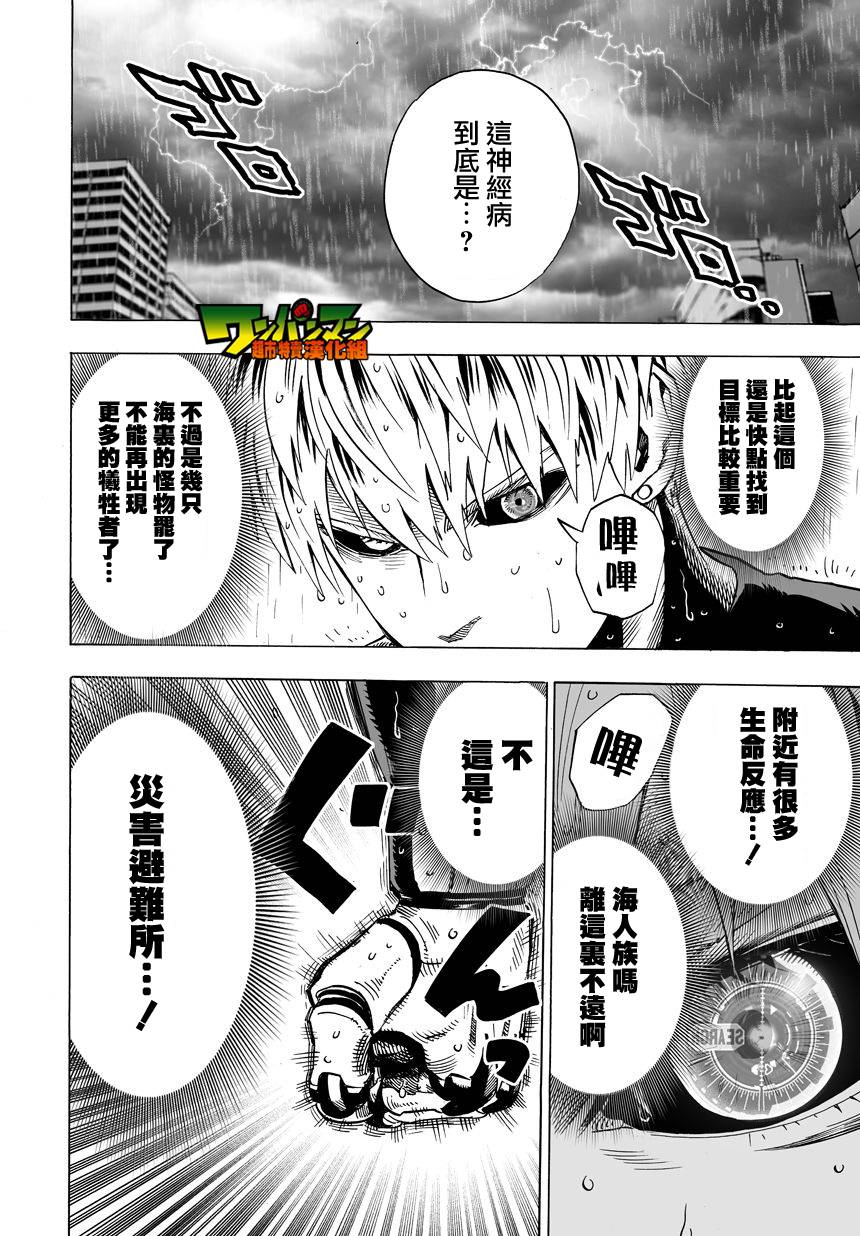 這神經病
到底是…?
ワンパンマン
超市特賣漢化組
比起這個
還是快點找到
目標比較重要
嗶
嗶
不過是幾只
海裏的怪物罷了
不能再出現
更多的犧牲者了…
附近有很多
生命反應…!
嗶
海人族嗎
離這裏不遠啊
SEARCH
不
這是…
ぐんっ
災害避難所…!